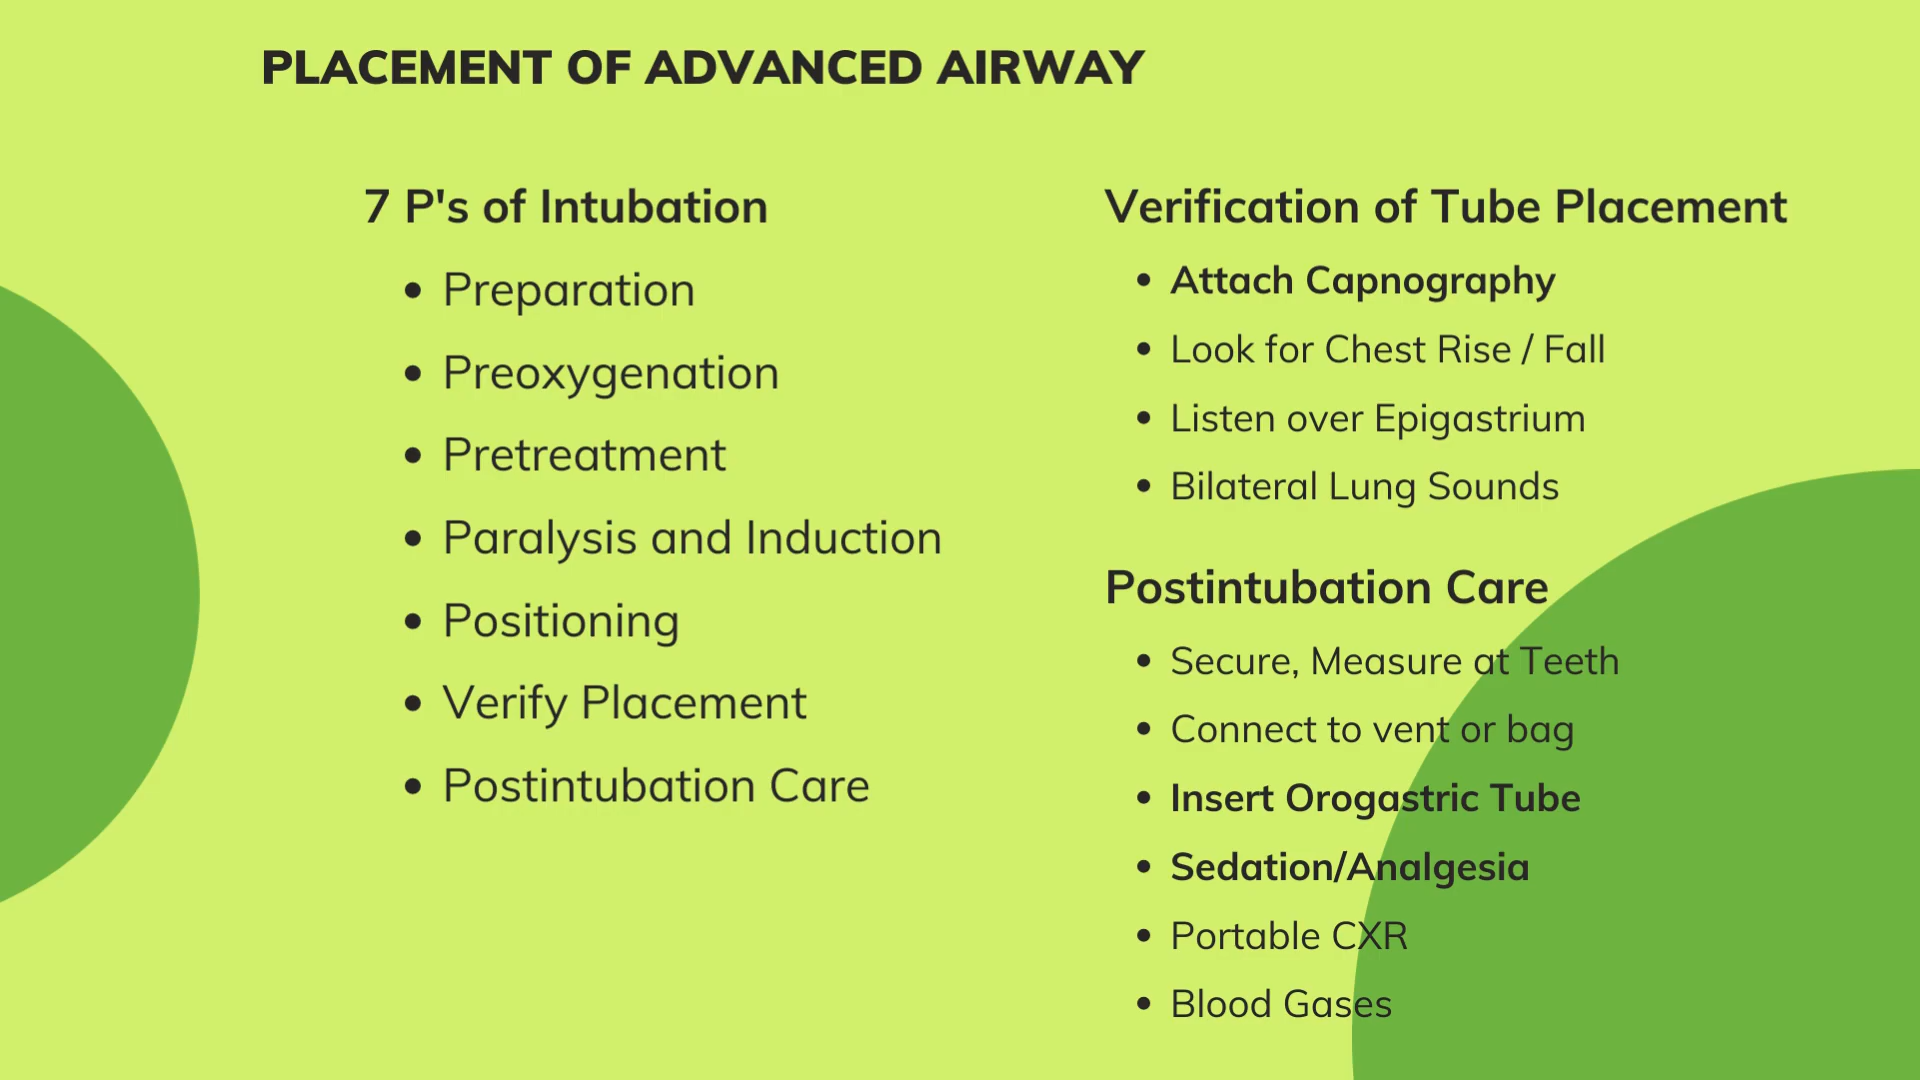 PLACEMENT OF ADVANCED AIRWAY
7 P's of Intubation
Preparation
Preoxygenation
Pretreatment
Paralysis and Induction
Positioning
Verify Placement
Postintubation Care
Verification of Tube Placement
Attach Capnography
Look for Chest Rise / Fall
Listen over Epigastrium
Bilateral Lung Sounds
Postintubation Care
Secure, Measure at Teeth
Connect to vent or bag
Insert Orogastric Tube
Sedation/Analgesia
Portable CXR
Blood Gases